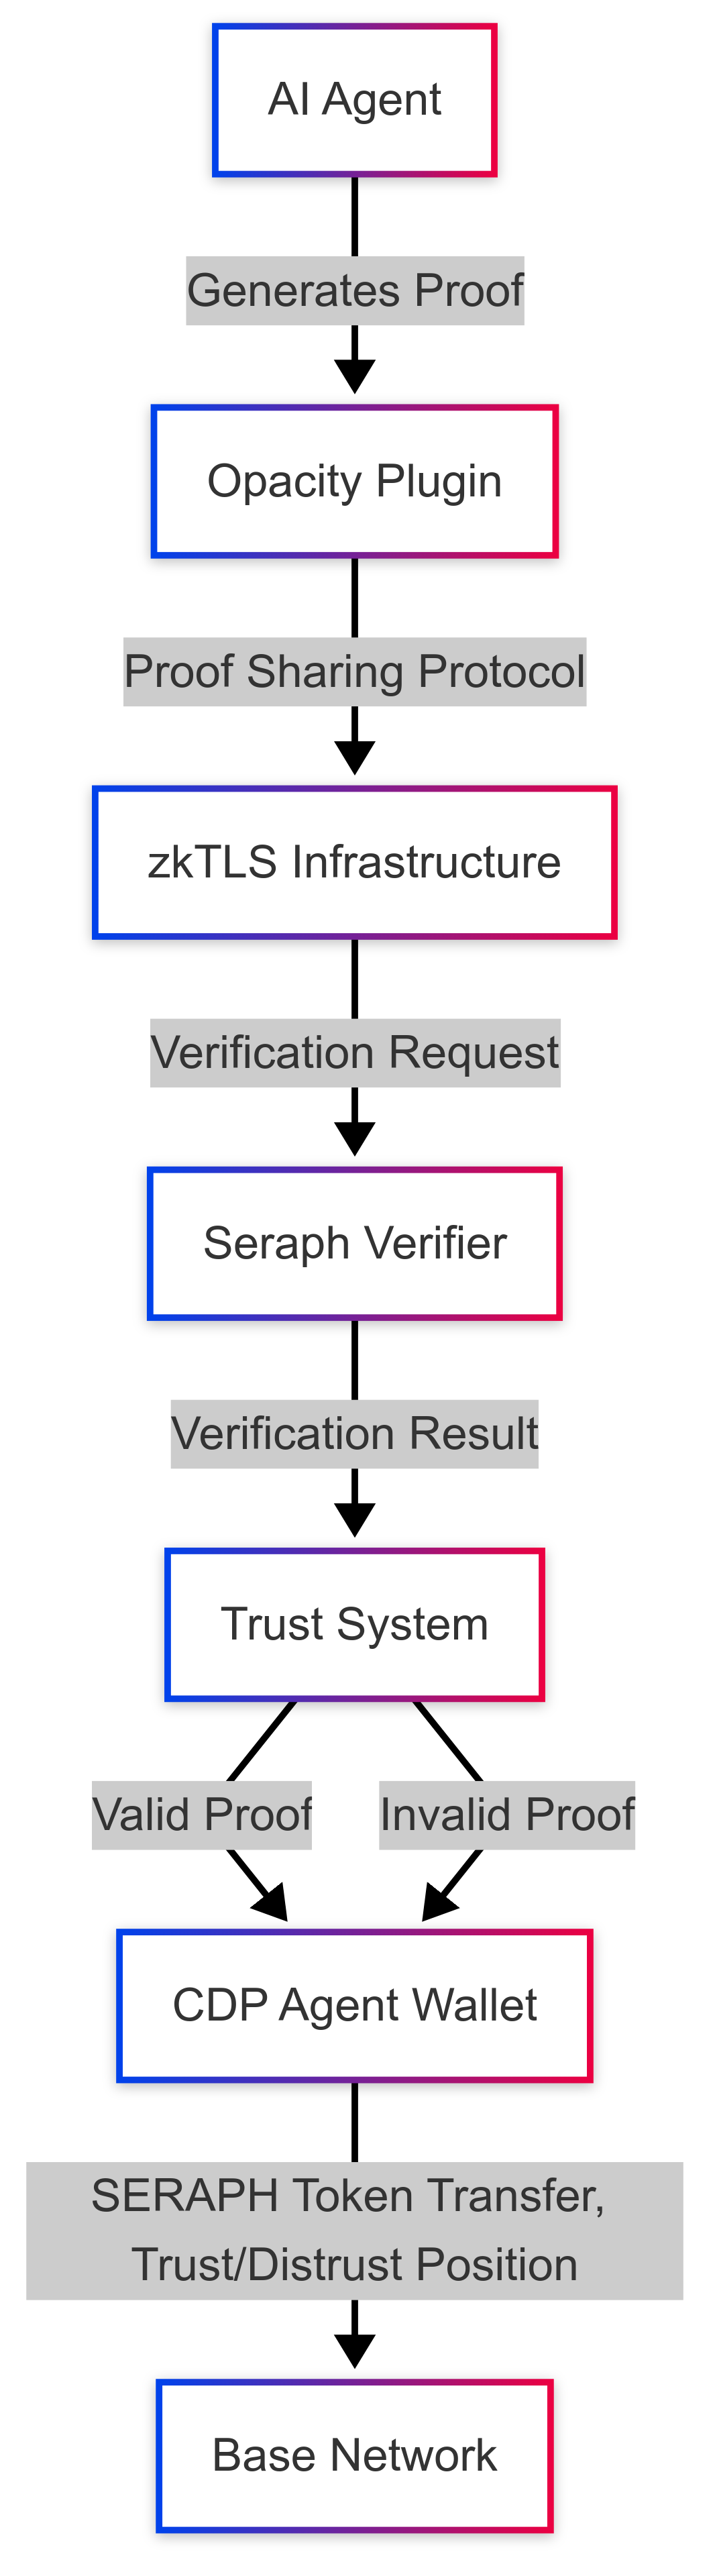 AI Agent
Generates Proof
Opacity Plugin
Proof Sharing Protocol
zkTLS Infrastructure
Verification Request
Seraph Verifier
Verification Result
Trust System
Valid Proof
Invalid Proof
CDP Agent Wallet
SERAPH Token Transfer,
Trust/Distrust Position
Base Network